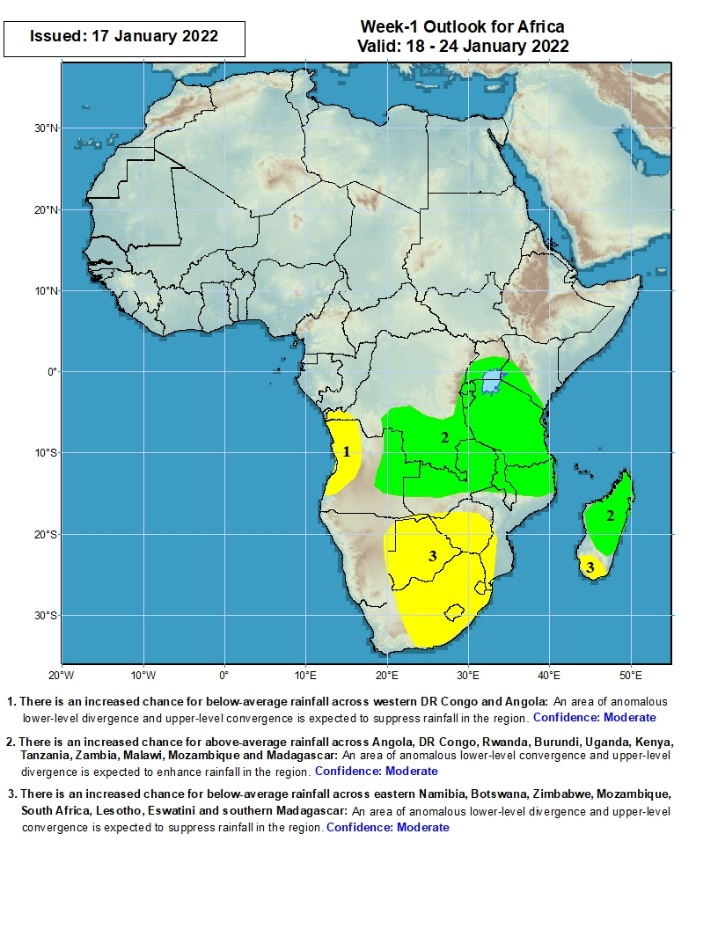 Issued: 17 January 2022
Week-1 Outlook for Africa
Valid: 18 - 24 January 2022
30°N
20°N
10°N
0°
10°S
20°S
30°S
1
2
2
3
3
20°W
10°W
0°
10°E
20°E
30°E
40°E
50°E
1. There is an increased chance for below-average rainfall across western DR Congo and Angola: An area of anomalous
lower-level divergence and upper-level convergence is expected to suppress rainfall in the region. Confidence: Moderate
2. There is an increased chance for above-average rainfall across Angola, DR Congo, Rwanda, Burundi, Uganda, Kenya,
Tanzania, Zambia, Malawi, Mozambique and Madagascar: An area of anomalous lower-level convergence and upper-level
divergence is expected to enhance rainfall in the region. Confidence: Moderate
3. There is an increased chance for below-average rainfall across eastern Namibia, Botswana, Zimbabwe, Mozambique,
South Africa, Lesotho, Eswatini and southern Madagascar: An area of anomalous lower-level divergence and upper-level
convergence is expected to suppress rainfall in the region. Confidence: Moderate